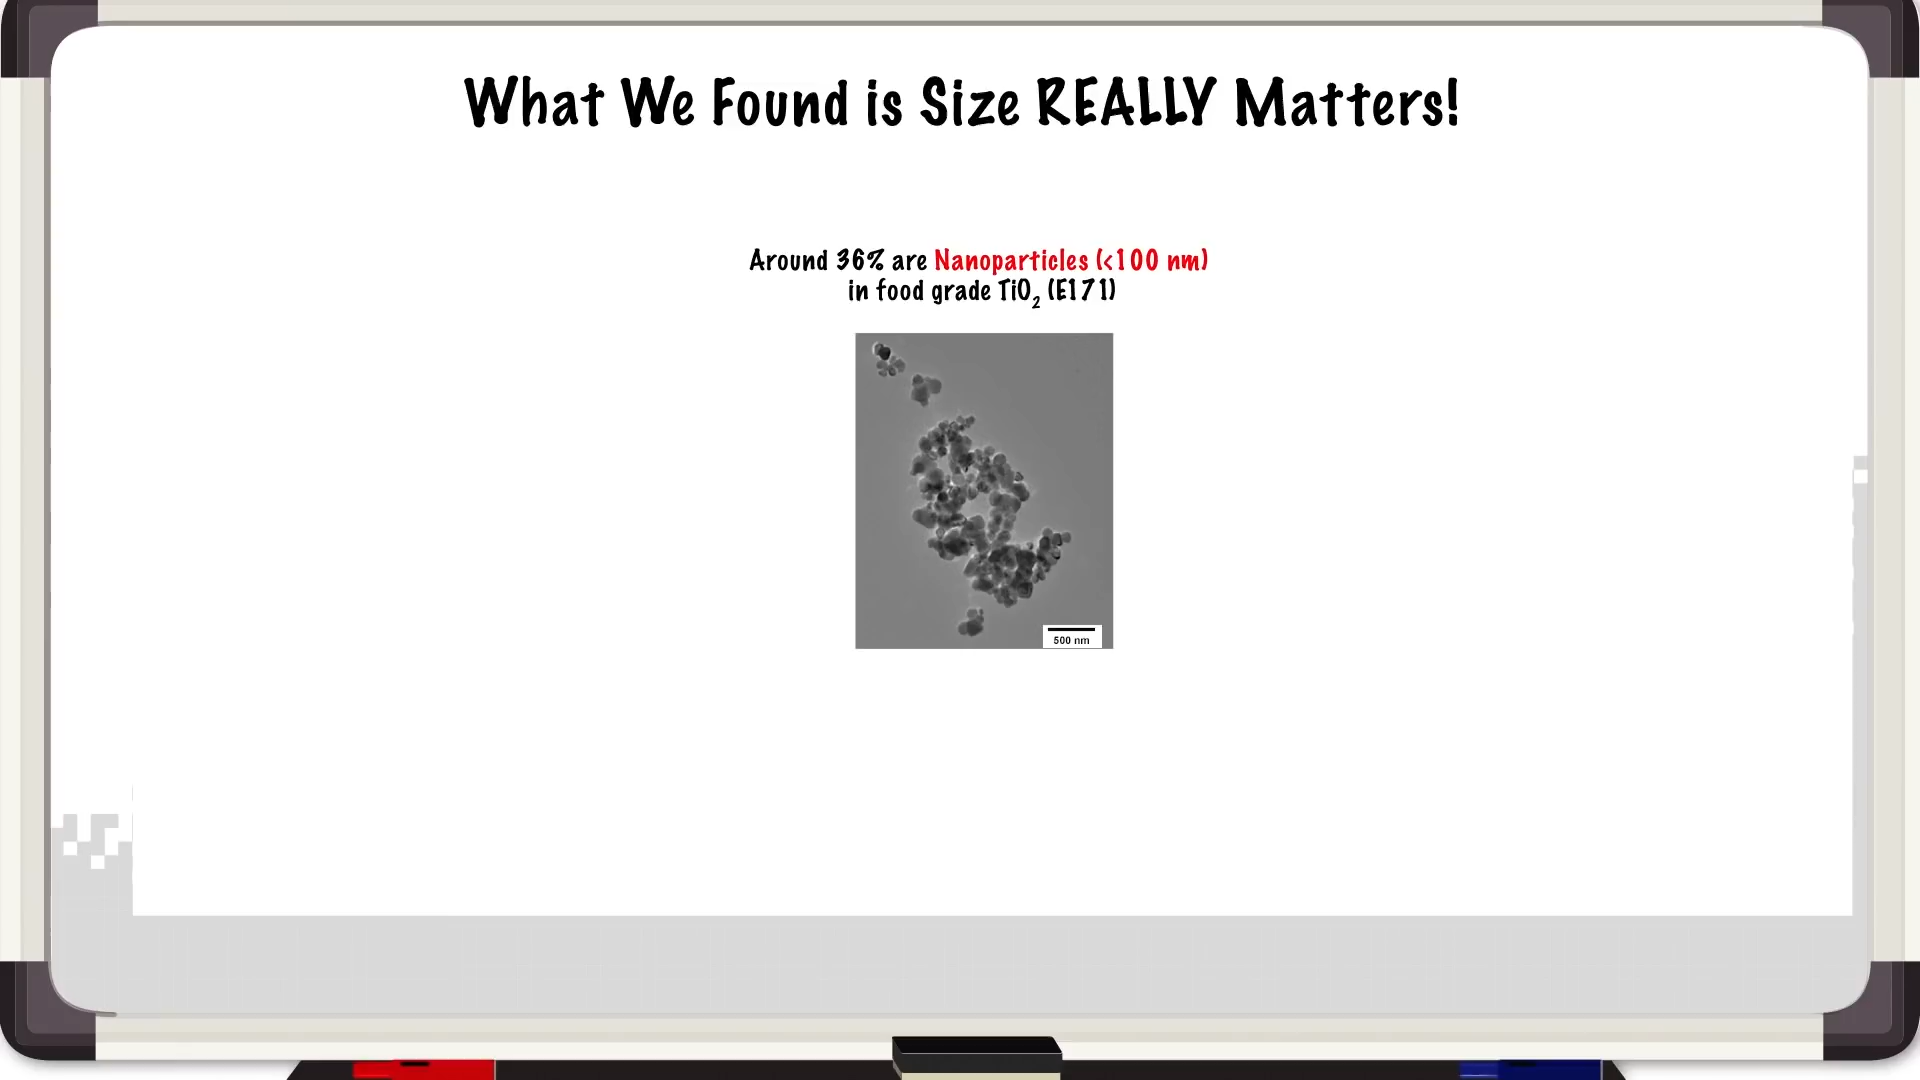 What We Found is Size REALLY Matters!
Around 36% are Nanoparticles (<100 nm)
in food grade TiO₂ (E171)
500 nm